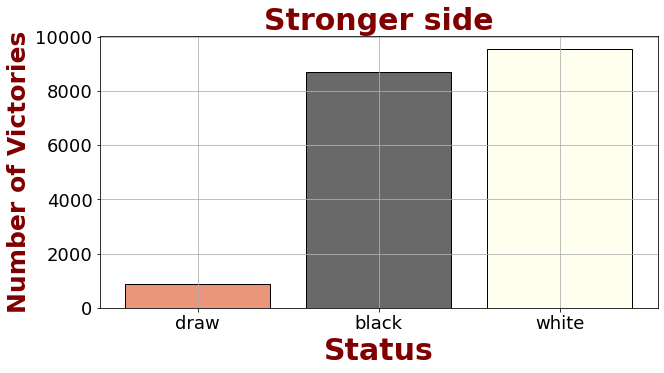 Stronger side
Number of Victories
10000
8000
6000
4000
2000
0
draw black white
Status